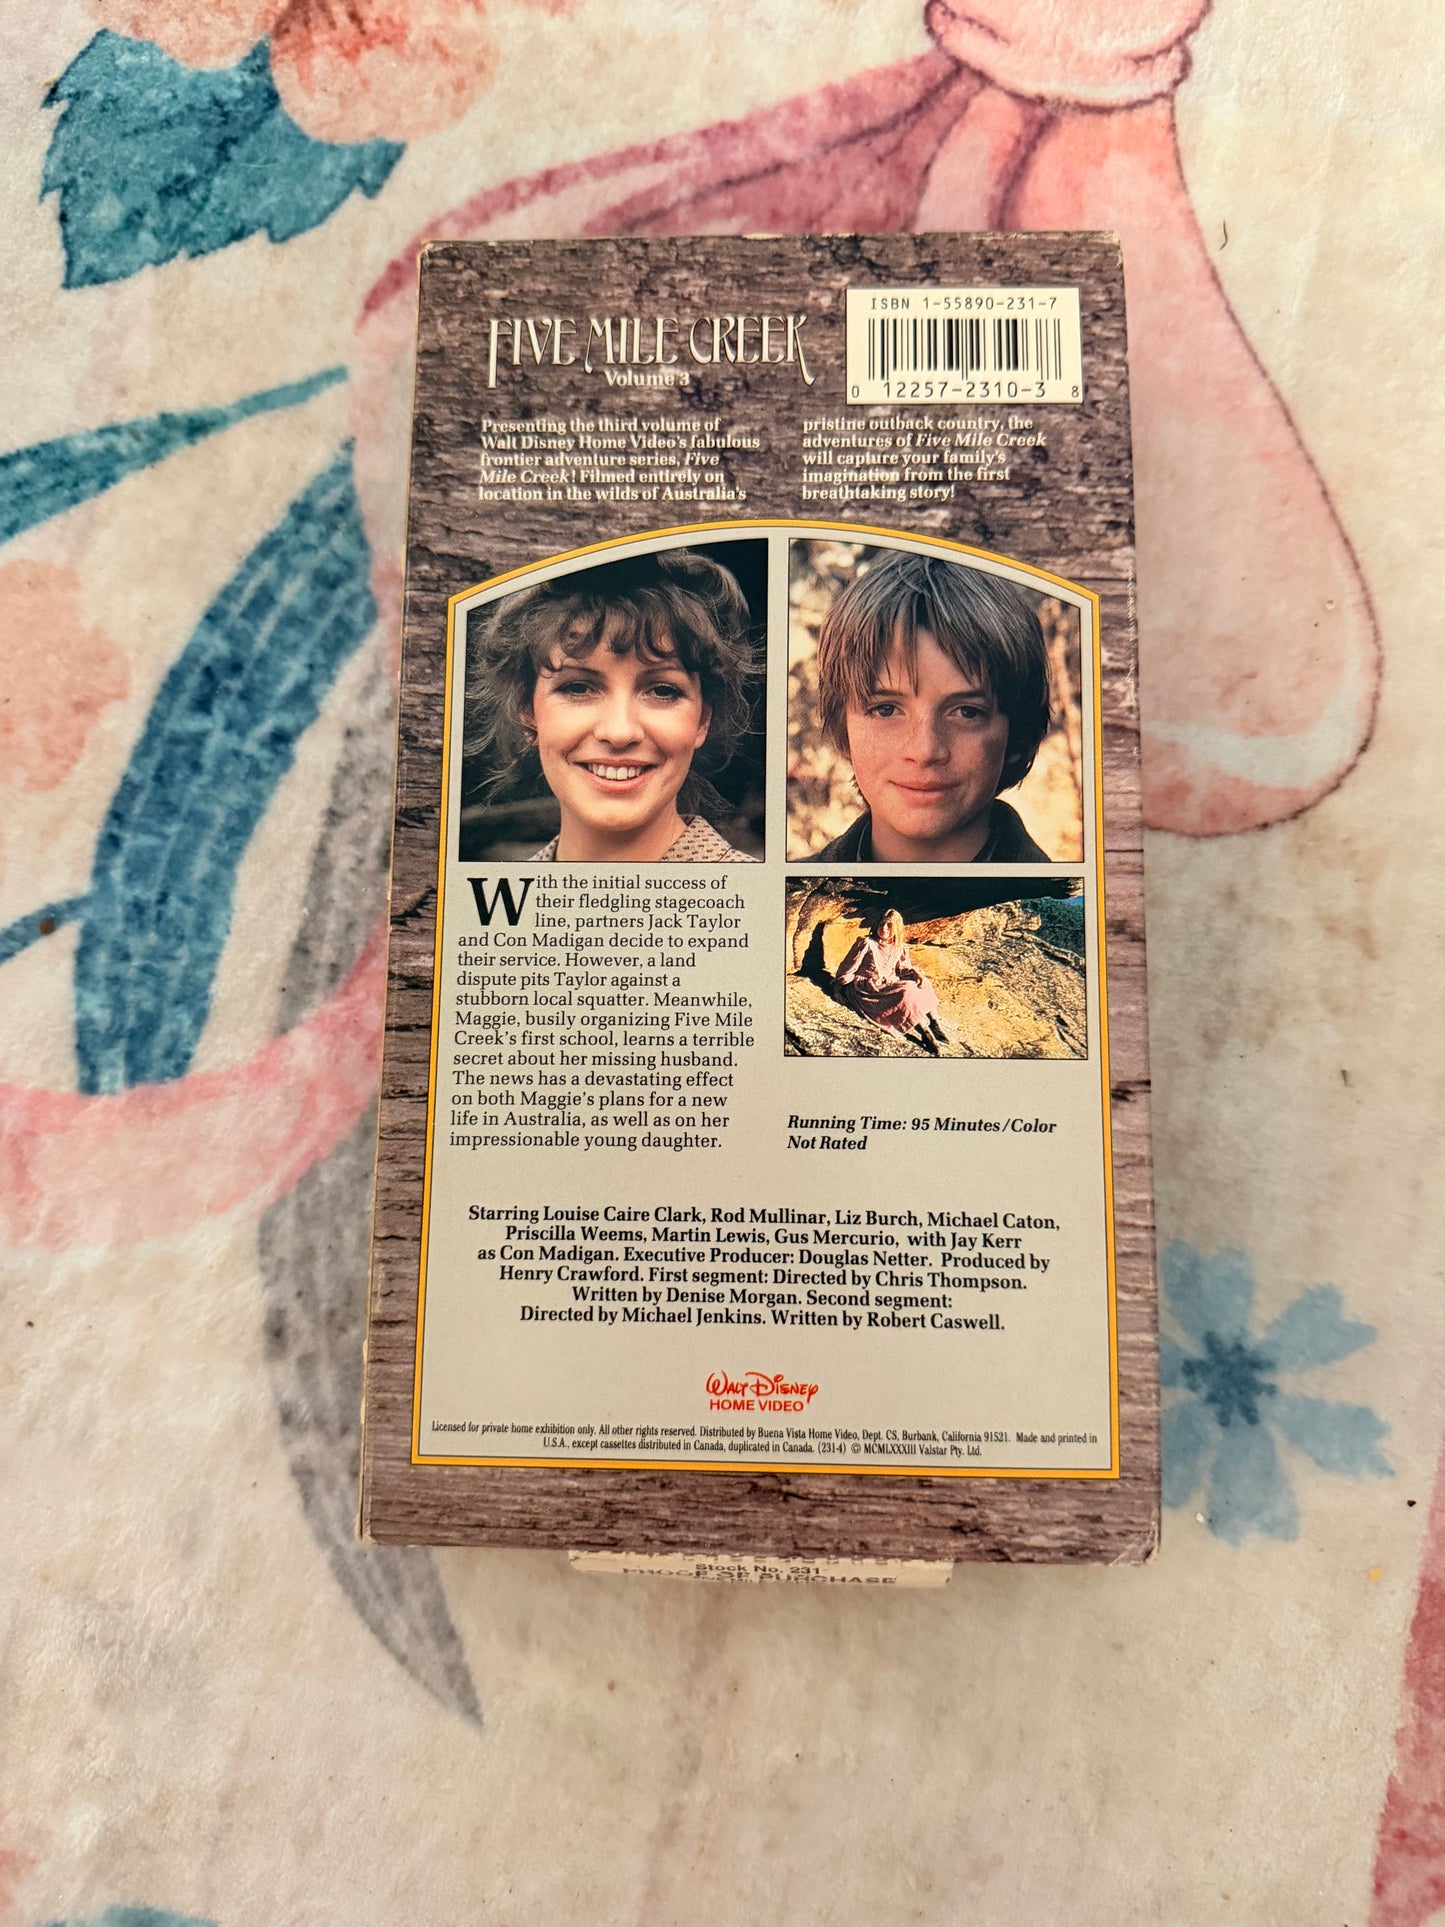 ISBN 1-55890-231-7
0 12257-2310-3 8
FIVE MILE CREEK
Volume 3
Presenting the third volume of
Walt Disney Home Video's fabulous
frontier adventure series, Five
Mile Creek! Filmed entirely on
location in the wilds of Australia's
pristine outback country, the
adventures of Five Mile Creek
will capture your family's
imagination from the first
breathtaking story!
With the initial success of
their fledgling stagecoach
line, partners Jack Taylor
and Con Madigan decide to expand
their service. However, a land
dispute pits Taylor against a
stubborn local squatter. Meanwhile,
Maggie, busily organizing Five Mile
Creek's first school, learns a terrible
secret about her missing husband.
The news has a devastating effect
on both Maggie's plans for a new
life in Australia, as well as on her
impressionable young daughter.
Running Time: 95 Minutes/Color
Not Rated
Starring Louise Caire Clark, Rod Mullinar, Liz Burch, Michael Caton,
Priscilla Weems, Martin Lewis, Gus Mercurio, with Jay Kerr
as Con Madigan. Executive Producer: Douglas Netter. Produced by
Henry Crawford. First segment: Directed by Chris Thompson.
Written by Denise Morgan. Second segment:
Directed by Michael Jenkins. Written by Robert Caswell.
WALT DISNEY
HOME VIDEO
Licensed for private home exhibition only. All other rights reserved. Distributed by Buena Vista Home Video, Dept. CS, Burbank, California 91521. Made and printed in
U.S.A., except cassettes distributed in Canada, duplicated in Canada. (2314) © MCMLXXXIII Valstar Pty. Ltd.
Stock No. 231
PROOF OF PURCHASE